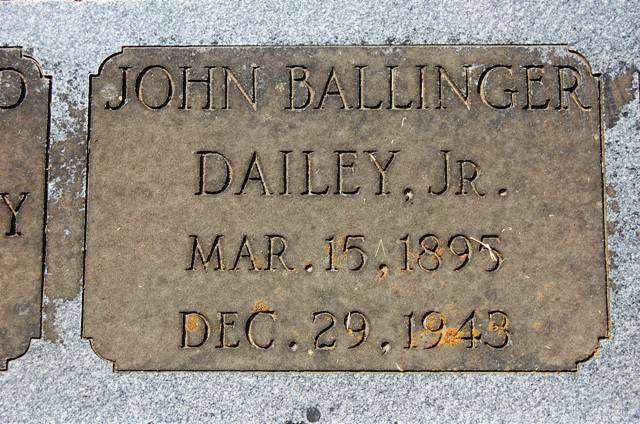 JOHN BALLINGER
DAILEY, JR.
MAR. 15, 1895
DEC. 29, 1943